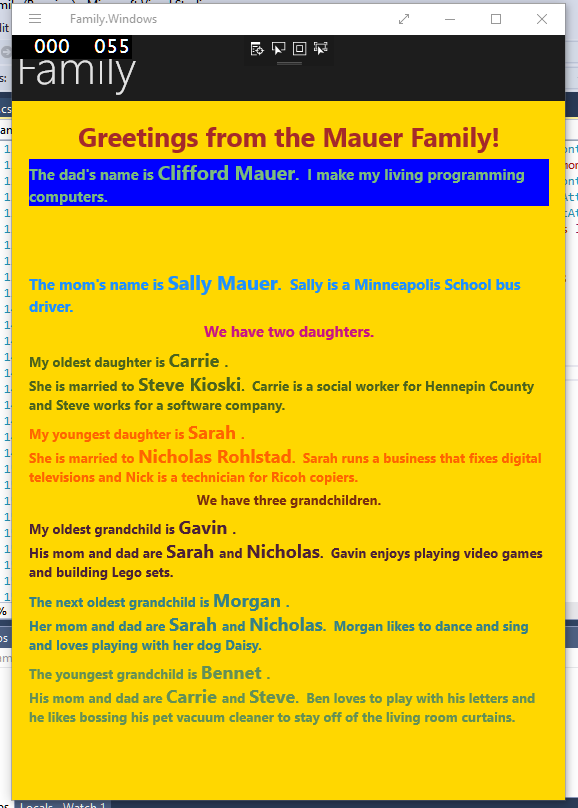 Family.Windows
000 055
Family
Greetings from the Mauer Family!
The dad's name is Clifford Mauer. I make my living programming
computers.
The mom's name is Sally Mauer. Sally is a Minneapolis School bus
driver.
We have two daughters.
My oldest daughter is Carrie .
She is married to Steve Kioski. Carrie is a social worker for Hennepin County
and Steve works for a software company.
My youngest daughter is Sarah .
She is married to Nicholas Rohlstad. Sarah runs a business that fixes digital
televisions and Nick is a technician for Ricoh copiers.
We have three grandchildren.
My oldest grandchild is Gavin .
His mom and dad are Sarah and Nicholas. Gavin enjoys playing video games
and building Lego sets.
The next oldest grandchild is Morgan .
Her mom and dad are Sarah and Nicholas. Morgan likes to dance and sing
and loves playing with her dog Daisy.
The youngest grandchild is Bennet .
His mom and dad are Carrie and Steve. Ben loves to play with his letters and
he likes bossing his pet vacuum cleaner to stay off of the living room curtains.
Locals Watch 1